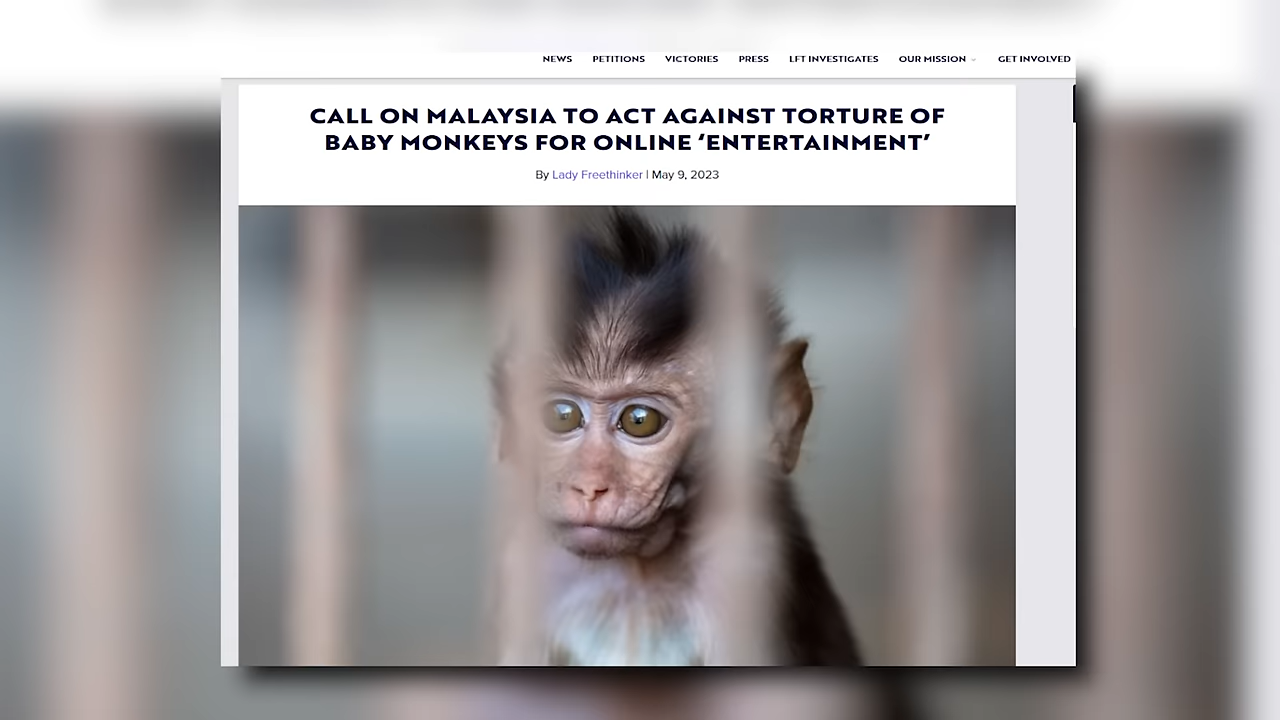 NEWS PETITIONS VICTORIES PRESS LFT INVESTIGATES OUR MISSION GET INVOLVED
CALL ON MALAYSIA TO ACT AGAINST TORTURE OF
BABY MONKEYS FOR ONLINE ‘ENTERTAINMENT’
By Lady Freethinker | May 9, 2023